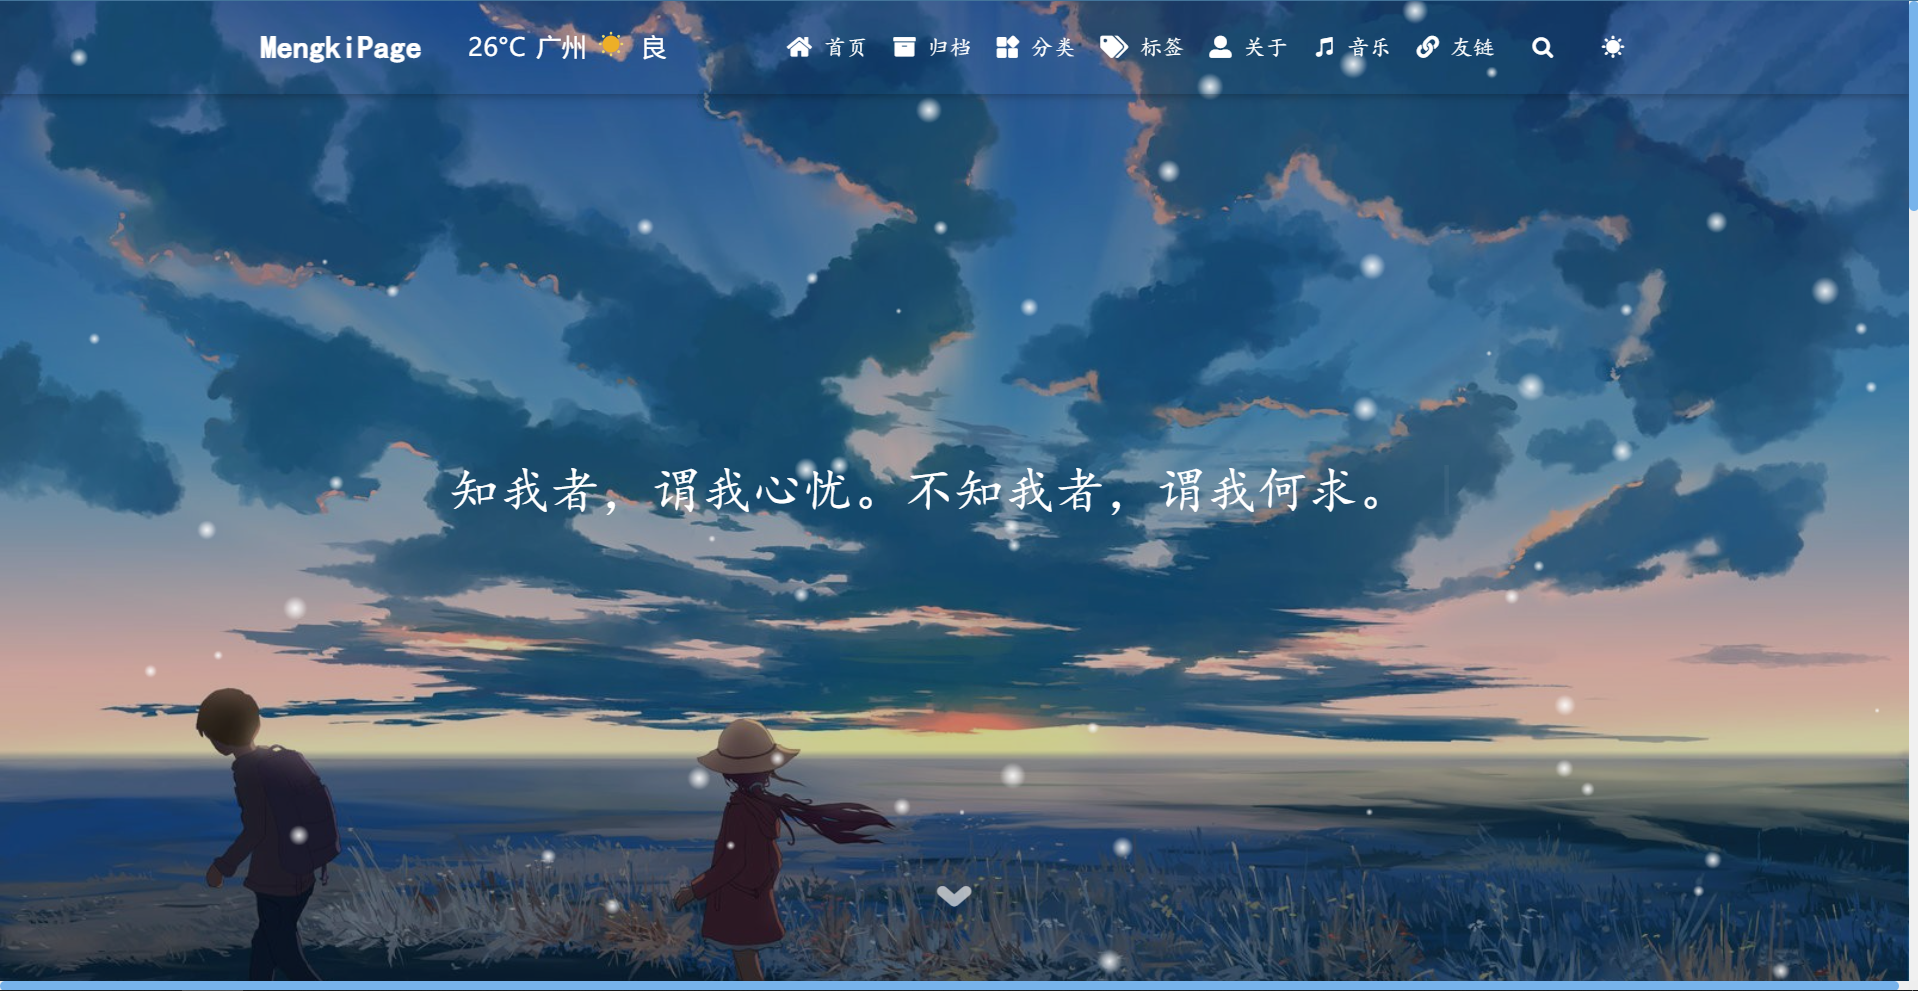 MengkiPage 26°C 广州 良 首页 归档 分类 标签 关于 音乐 友链
知我者，谓我心忧。不知我者，谓我何求。